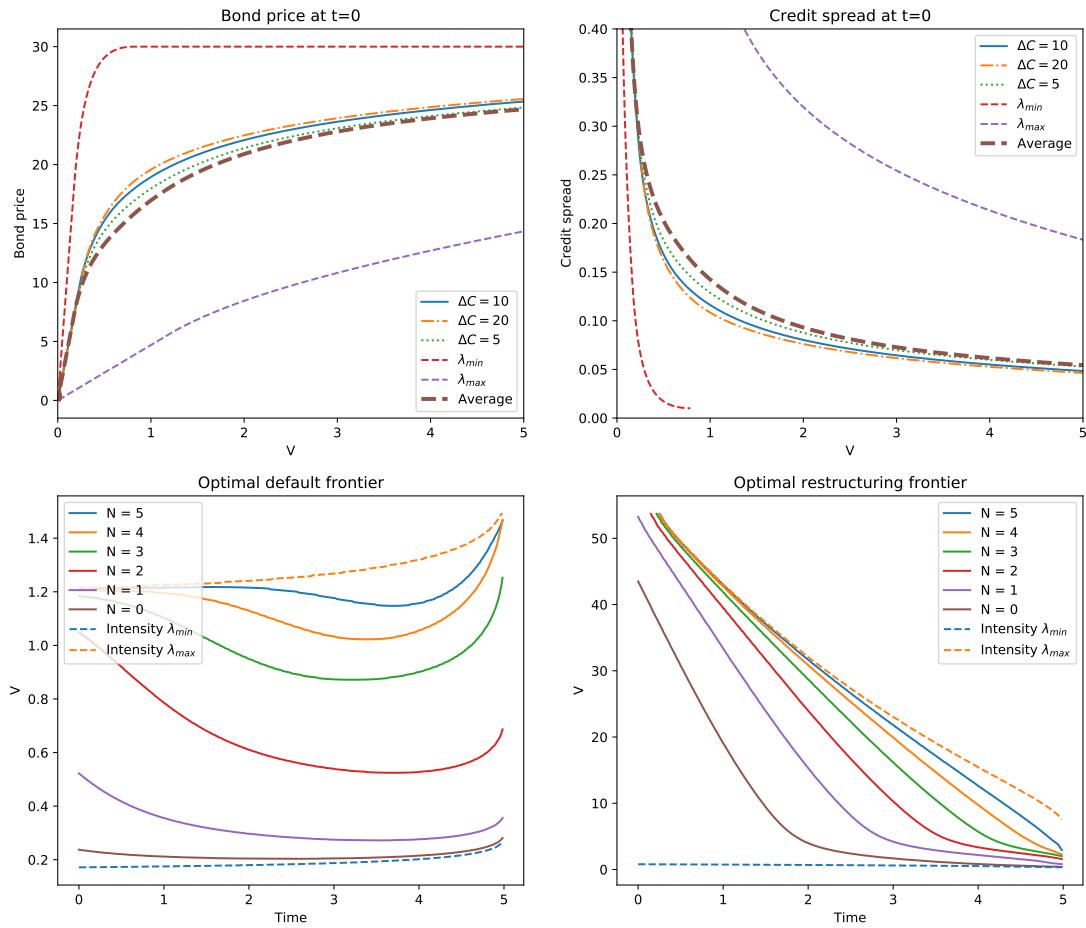 Bond price at t=0
30
25
20
15
10
5
0
Bond price
ΔC = 10
ΔC = 20
ΔC = 5
λmin
λmax
Average
0 1 2 3 4 5
V
Credit spread at t=0
0.40
0.35
0.30
0.25
0.20
0.15
0.10
0.05
0.00
Credit spread
ΔC = 10
ΔC = 20
ΔC = 5
λmin
λmax
Average
0 1 2 3 4 5
V
Optimal default frontier
1.4
1.2
1.0
0.8
0.6
0.4
0.2
V
N = 5
N = 4
N = 3
N = 2
N = 1
N = 0
Intensity λmin
Intensity λmax
0 1 2 3 4 5
Time
Optimal restructuring frontier
50
40
30
20
10
0
V
N = 5
N = 4
N = 3
N = 2
N = 1
N = 0
Intensity λmin
Intensity λmax
0 1 2 3 4 5
Time